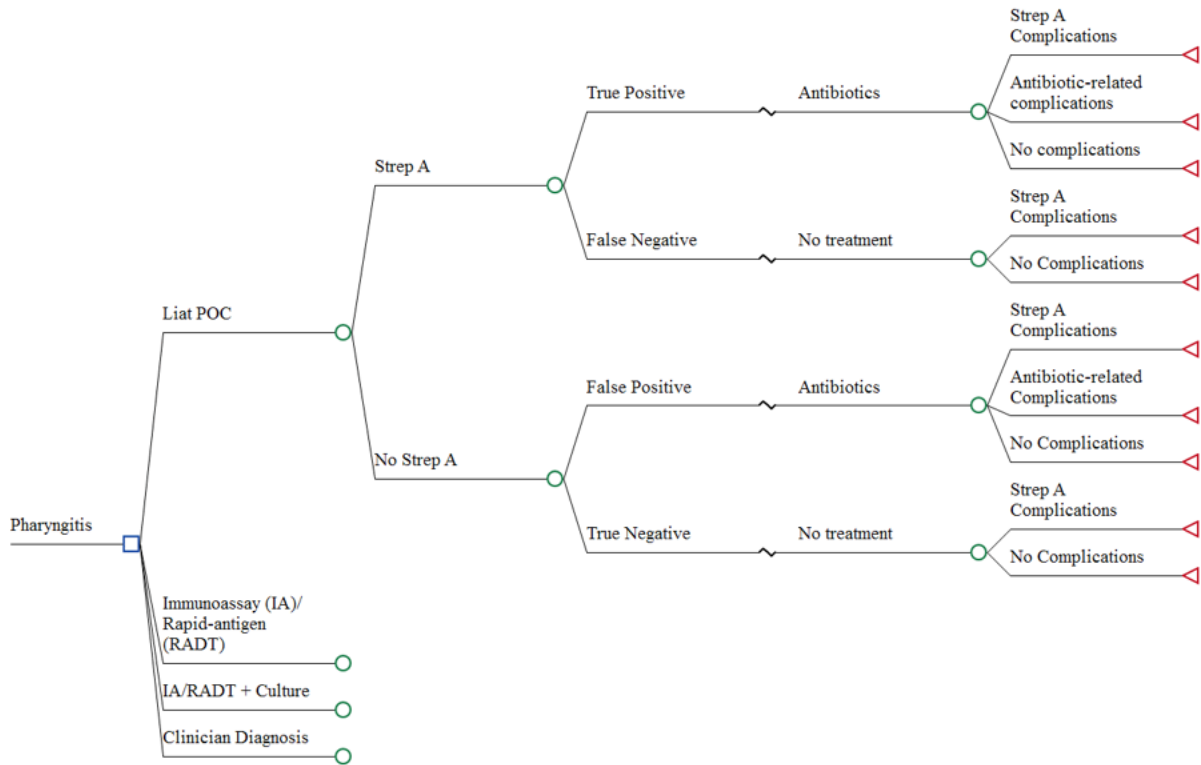 Strep A
Complications
True Positive
Antibiotics
Antibiotic-related
complications
No complications
Strep A
Strep A
Complications
False Negative
No treatment
No Complications
Liat POC
Strep A
Complications
False Positive
Antibiotics
Antibiotic-related
Complications
No Complications
No Strep A
Strep A
Complications
True Negative
No treatment
No Complications
Pharyngitis
Immunoassay (IA)/
Rapid-antigen
(RADT)
IA/RADT + Culture
Clinician Diagnosis